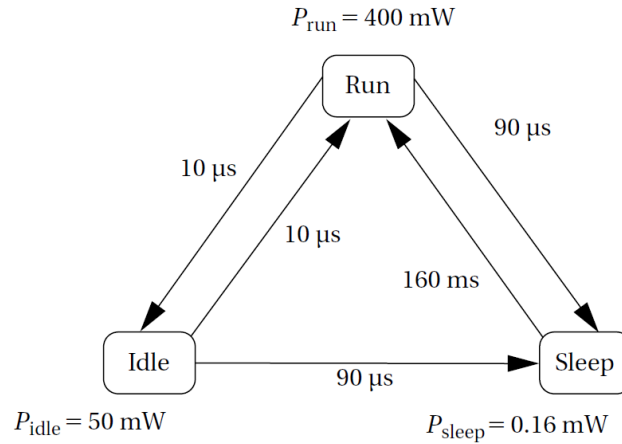 P_run = 400 mW
Run
90 µs
10 µs
10 µs
160 ms
Idle
Sleep
90 µs
P_idle = 50 mW
P_sleep = 0.16 mW